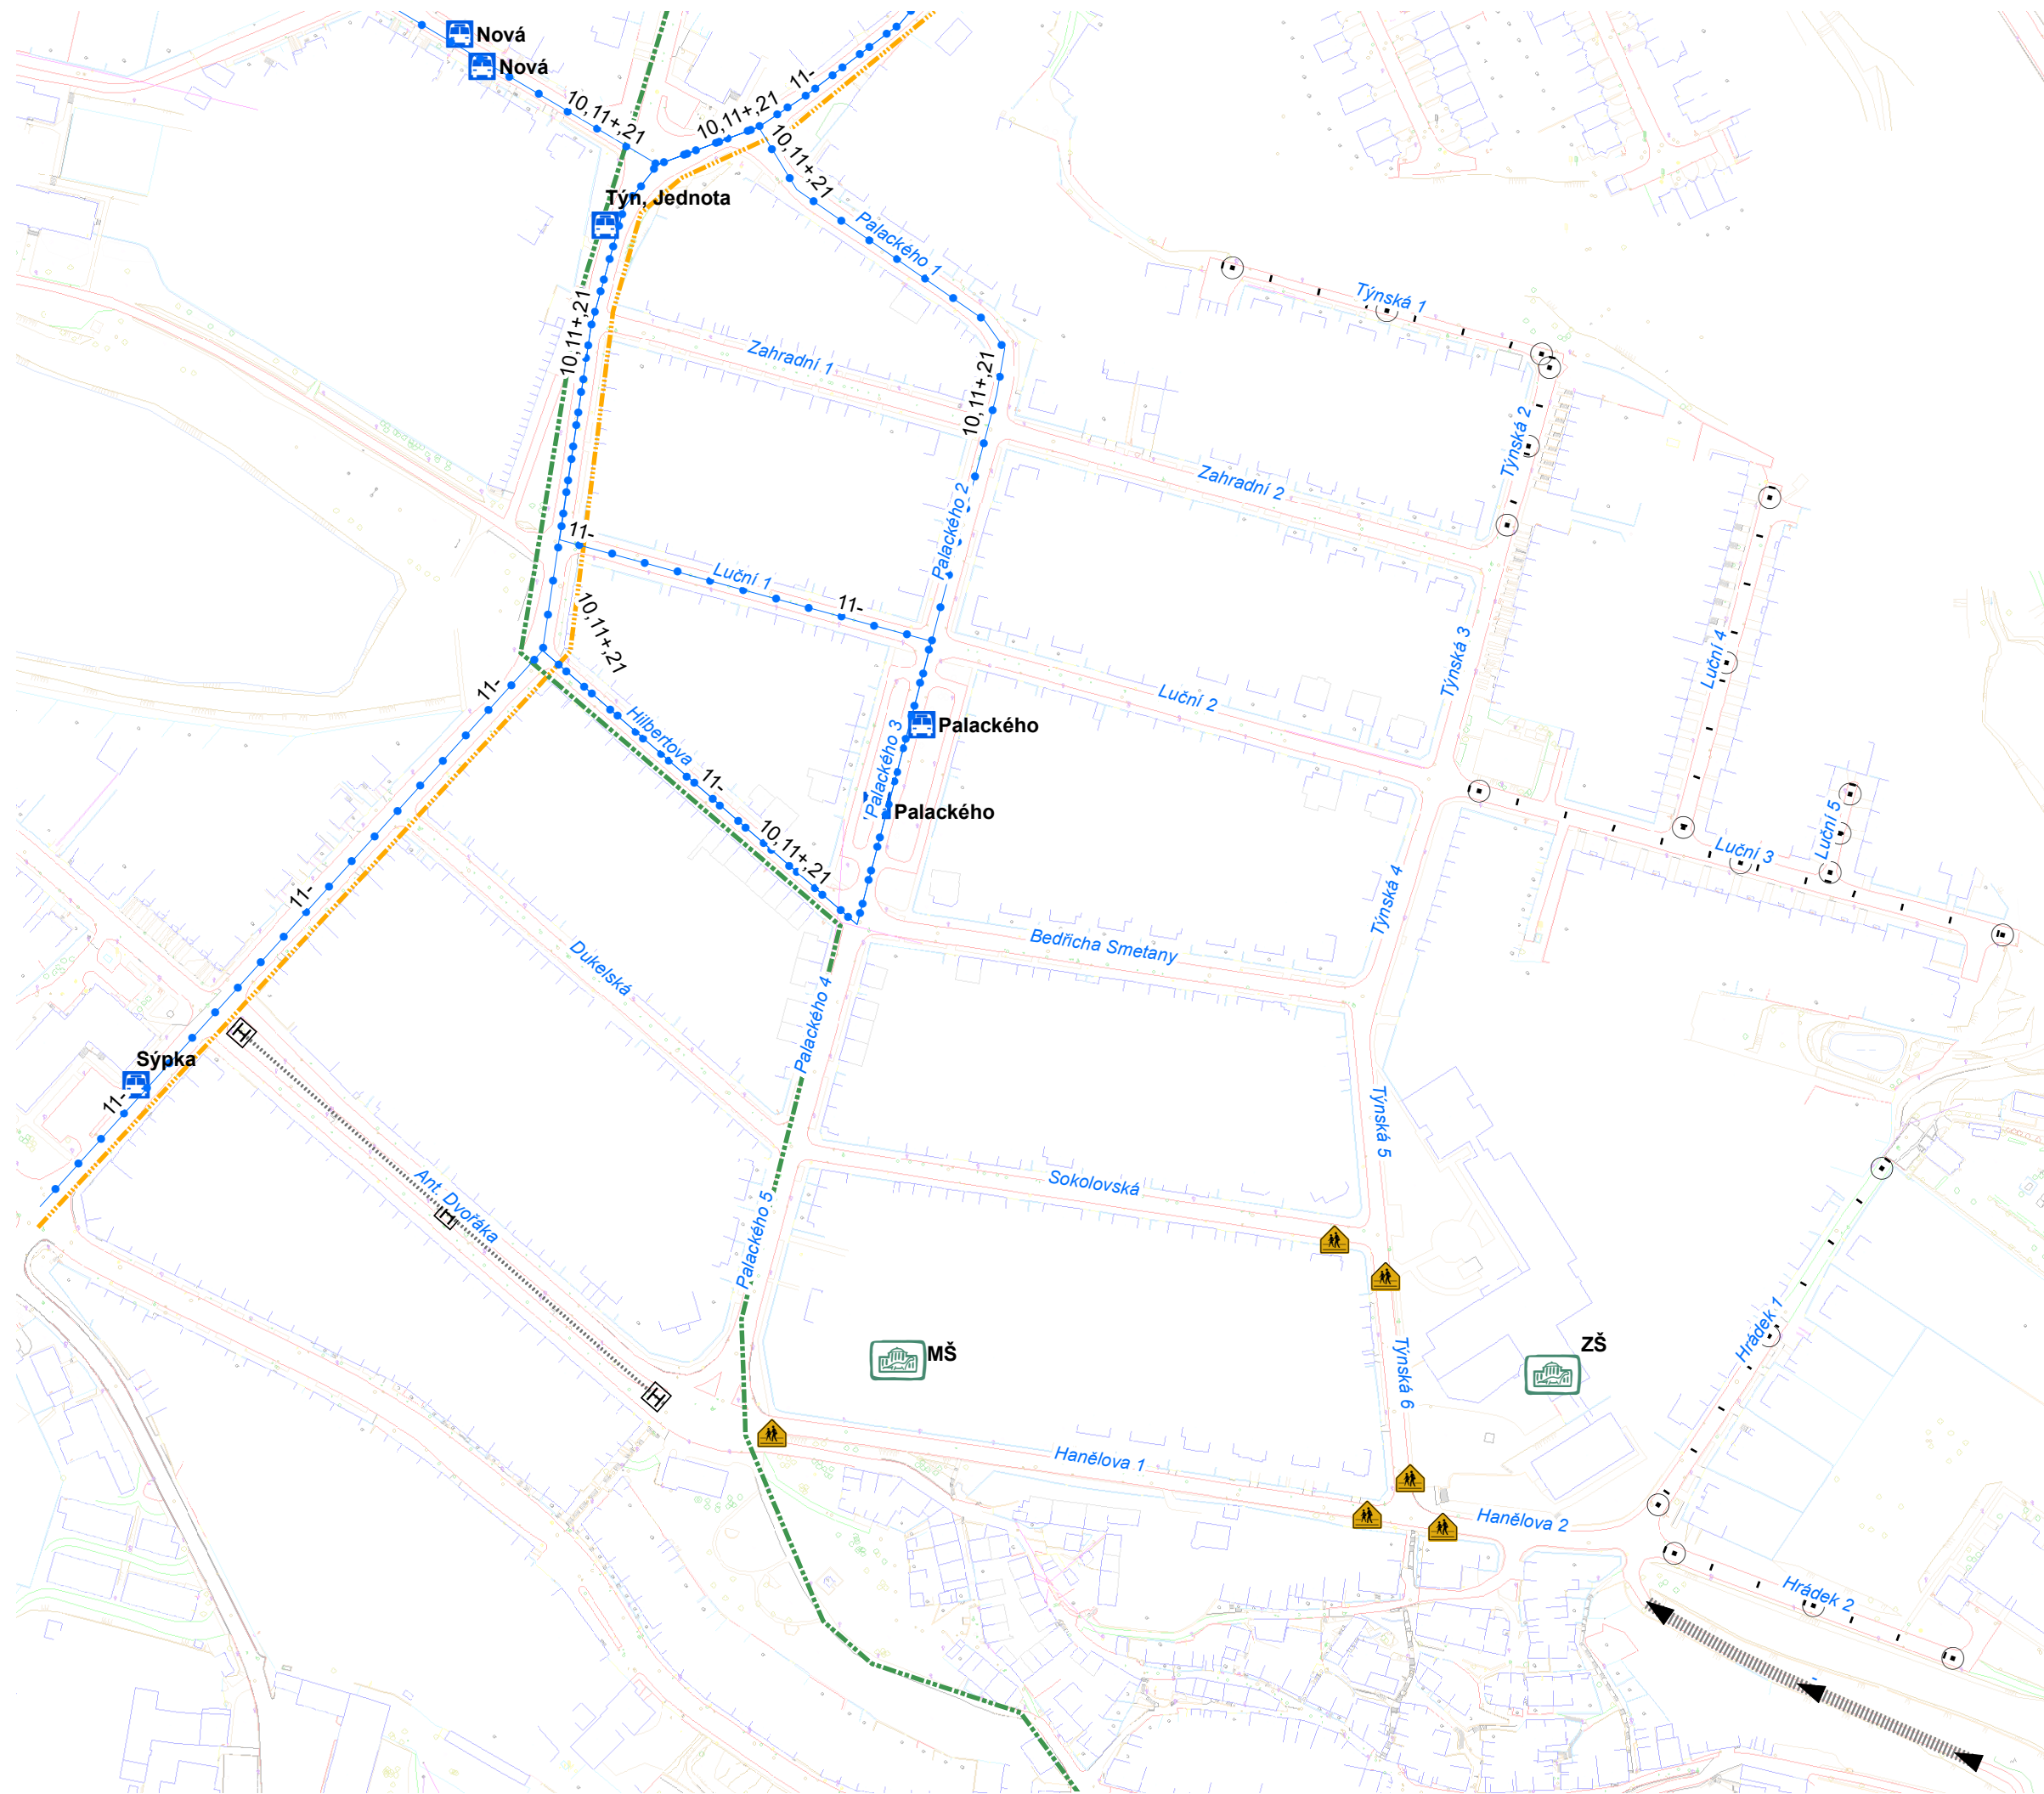 Nová
Nová
10,11+,21
10,11+,21
11-
10,11+,21
Týn, Jednota
Palackého 1
Týnská 1
10,11+,21
Zahradní 1
10,11+,21
Týnská 2
Zahradní 2
Palackého 2
11-
Luční 1
11-
10,11+,21
Týnská 3
Luční 4
11-
Luční 2
Hilbertova
Palackého
Palackého 3
11-
Palackého
10,11+,21
Luční 5
Luční 3
11-
Týnská 4
Bedřicha Smetany
Dukelská
Palackého 4
Sýpka
11-
Týnská 5
Sokolovská
H
H
H
Ant. Dvořáka
Palackého 5
Hrádek 1
MŠ
ZŠ
Týnská 6
Hanělova 1
Hanělova 2
Hrádek 2